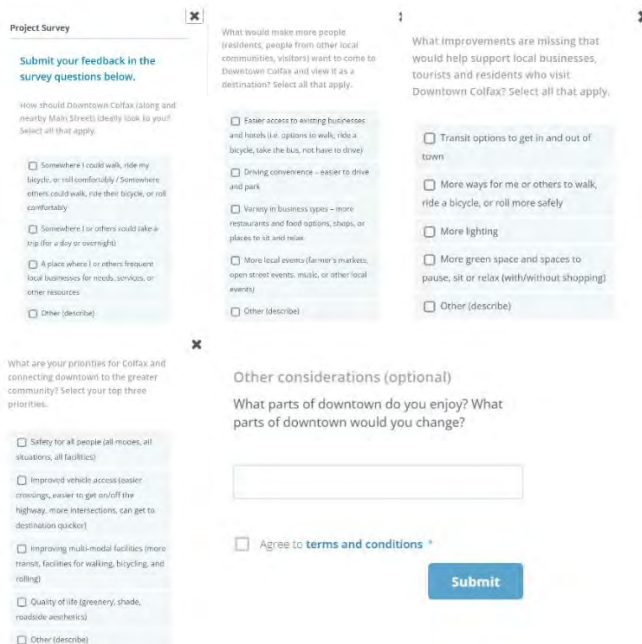 Project Survey
Submit your feedback in the
survey questions below.
How should Downtown Colfax (along and
nearby Main Street) ideally look to you?
Select all that apply.
Somewhere I could walk, ride my
bicycle, or roll comfortably / Somewhere
others could walk, ride their bicycle, or roll
comfortably
Somewhere I or others could take a
trip (for a day or overnight)
A place where I or others frequent
local businesses for needs, services, or
other resources
Other (describe)
What would make more people
(residents, people from other local
communities, visitors) want to come to
Downtown Colfax and view it as a
destination? Select all that apply.
Easier access to existing businesses
and hotels (i.e. options to walk, ride a
bicycle, take the bus, not have to drive)
Driving convenience – easier to drive
and park
Variety in business types – more
restaurants and food options, shops, or
places to sit and relax
More local events (farmer's markets,
open street events, music, or other local
events)
Other (describe)
What improvements are missing that
would help support local businesses,
tourists and residents who visit
Downtown Colfax? Select all that apply.
Transit options to get in and out of
town
More ways for me or others to walk,
ride a bicycle, or roll more safely
More lighting
More green space and spaces to
pause, sit or relax (with/without shopping)
Other (describe)
What are your priorities for Colfax and
connecting downtown to the greater
community? Select your top three
priorities.
Safety for all people (all modes, all
situations, all facilities)
Improved vehicle access (easier
crossings, easier to get on/off the
highway, more intersections, can get to
destination quicker)
Improving multi-modal facilities (more
transit, facilities for walking, bicycling, and
rolling)
Quality of life (greenery, shade,
roadside aesthetics)
Other (describe)
Other considerations (optional)
What parts of downtown do you enjoy? What
parts of downtown would you change?
Agree to terms and conditions *
Submit